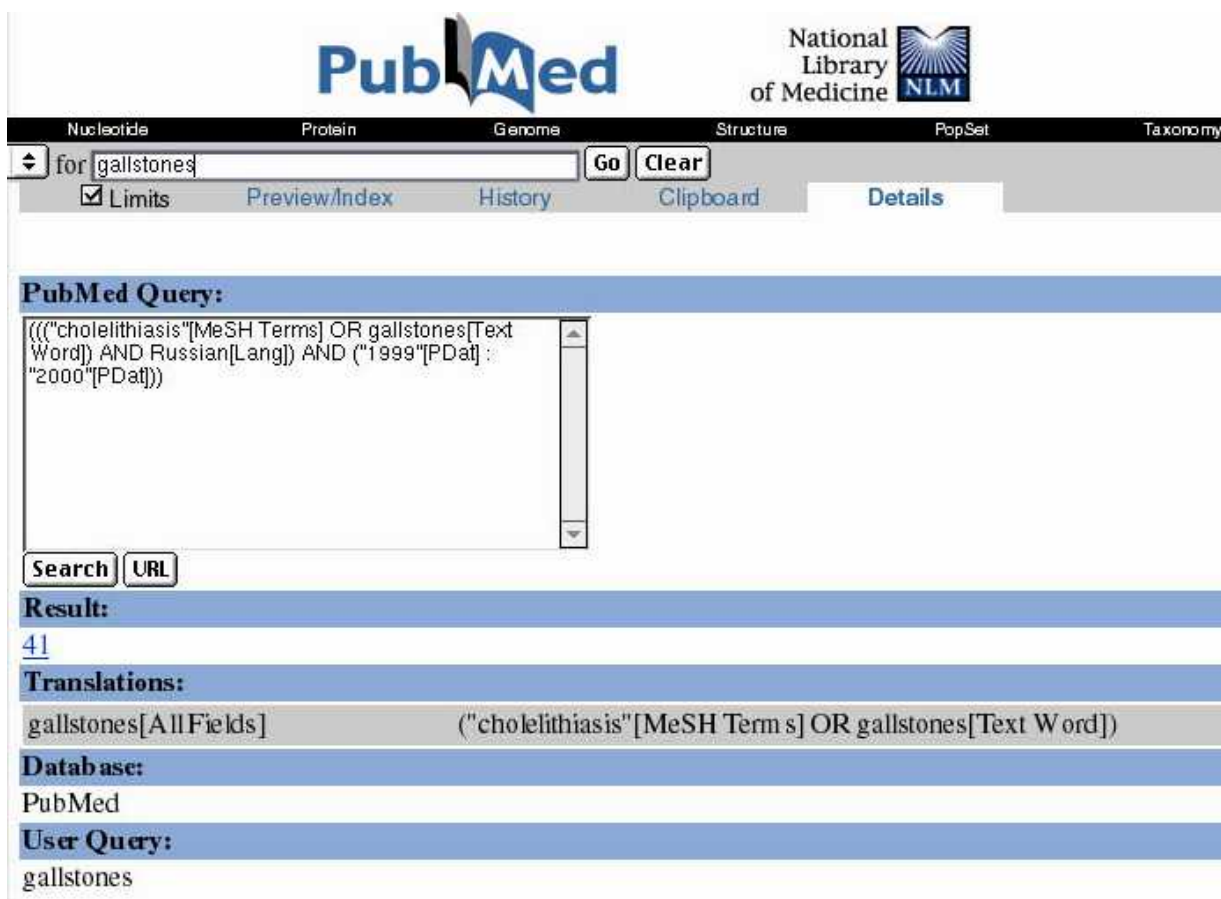 PubMed
National
Library
of Medicine NLM
Nucleotide Protein Genome Structure PopSet Taxonomy
for gallstones Go Clear
Limits Preview/Index History Clipboard Details
PubMed Query:
((("cholelithiasis"[MeSH Terms] OR gallstones[Text
Word]) AND Russian[Lang]) AND ("1999"[PDat] :
"2000"[PDat]))
Search URL
Result:
41
Translations:
gallstones[All Fields] ("cholelithiasis"[MeSH Terms] OR gallstones[Text Word])
Database:
PubMed
User Query:
gallstones